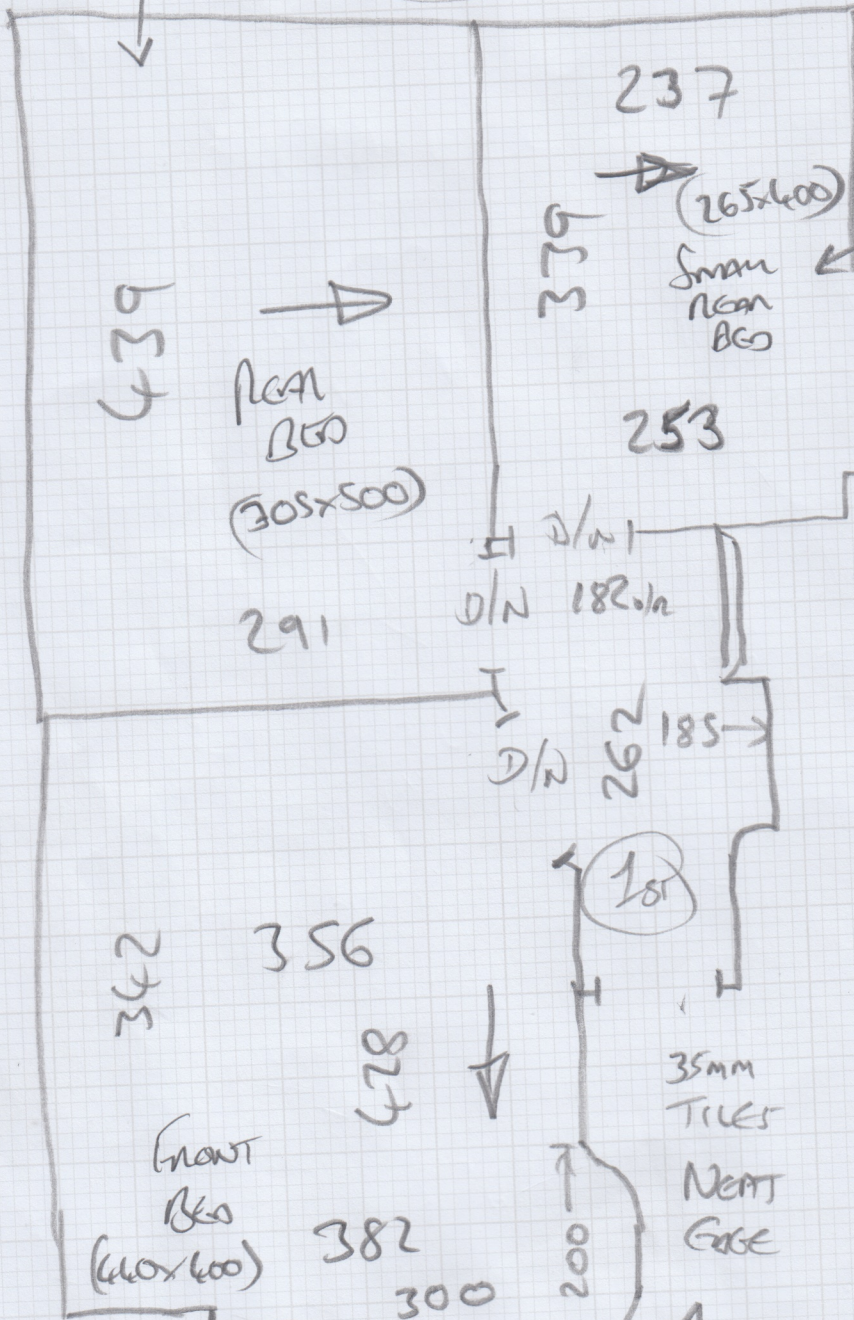 237
(265x400)
339
SMALL
REAR
BED
439
REAR
BED
(305x500)
253
D/N
D/N
182 o/a
291
262
185
D/N
1ST
356
342
428
35mm
TILES
FRONT
BED
(440x400)
NEAT
EDGE
382
200
300